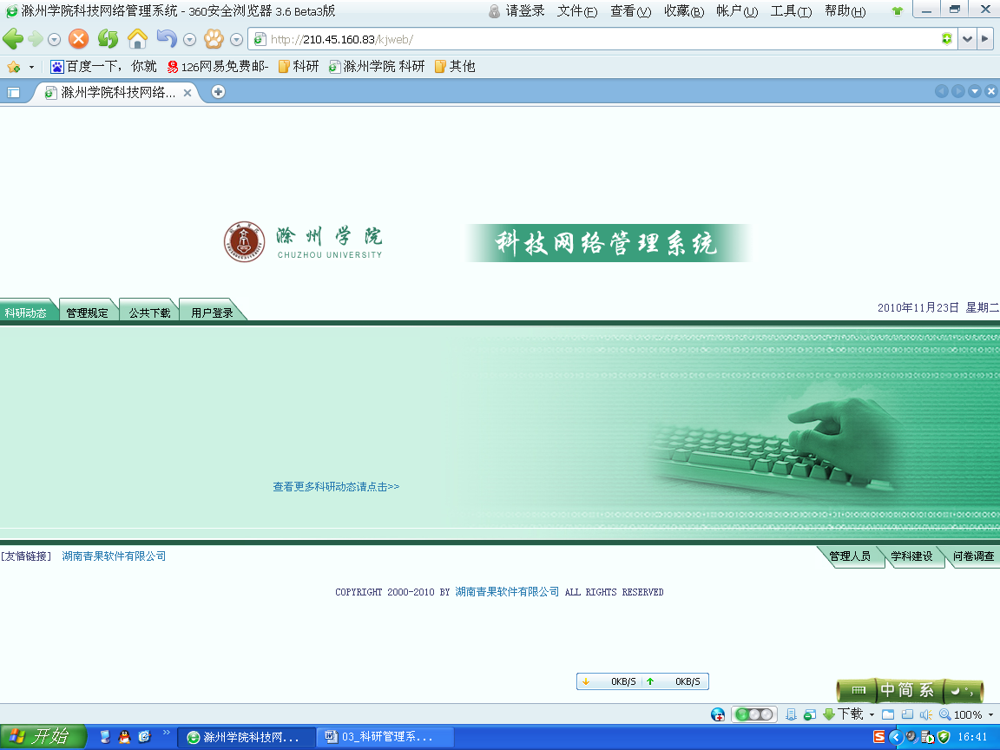 滁州学院科技网络管理系统 - 360安全浏览器 3.6 Beta3版 请登录 文件(F) 查看(V) 收藏(B) 帐户(U) 工具(T) 帮助(H)
http://210.45.160.83/kjweb/
百度一下，你就 126网易免费邮- 科研 滁州学院 科研 其他
滁州学院科技网络...
滁州学院 科技网络管理系统
CHUZHOU UNIVERSITY
科研动态 管理规定 公共下载 用户登录 2010年11月23日 星期二
查看更多科研动态请点击>>
[友情链接] 湖南青果软件有限公司 管理人员 学科建设 问卷调查
COPYRIGHT 2000-2010 BY 湖南青果软件有限公司 ALL RIGHTS RESERVED
0KB/S 0KB/S
中简系
下载 100%
开始 滁州学院科技网... 03_科研管理系... 16:41